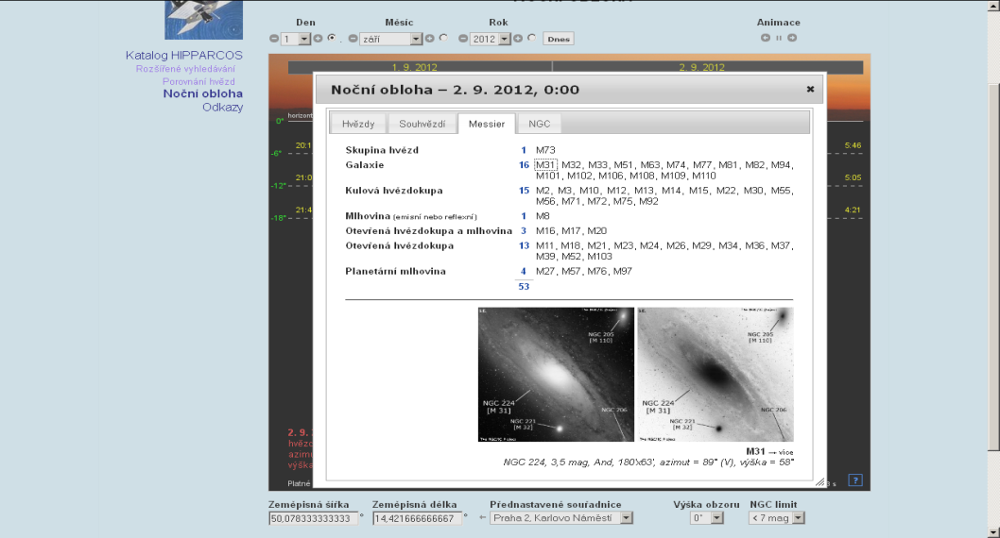 Den Měsíc Rok Animace
1 . září 2012 Dnes
Katalog HIPPARCOS
Rozšířené vyhledávání
Porovnání hvězd
Noční obloha
Odkazy
1. 9. 2012 2. 9. 2012
Noční obloha – 2. 9. 2012, 0:00
horizont
0°
Hvězdy Souhvězdí Messier NGC
20:1 5:46
-6°
21:0 5:05
-12°
21:4 4:21
-18°
Skupina hvězd 1 M73
Galaxie 16 M31, M32, M33, M51, M63, M74, M77, M81, M82, M94,
M101, M102, M106, M108, M109, M110
Kulová hvězdokupa 15 M2, M3, M10, M12, M13, M14, M15, M22, M30, M55,
M56, M71, M72, M75, M92
Mlhovina (emisní nebo reflexní) 1 M8
Otevřená hvězdokupa a mlhovina 3 M16, M17, M20
Otevřená hvězdokupa 13 M11, M18, M21, M23, M24, M26, M29, M34, M36, M37,
M39, M52, M103
Planetární mlhovina 4 M27, M57, M76, M97
53
NGC 205
[M 110]
NGC 224
[M 31]
NGC 206
NGC 221
[M 32]
NGC 205
[M 110]
NGC 224
[M 31]
NGC 206
NGC 221
[M 32]
M31 → více
NGC 224, 3,5 mag, And, 180'x63', azimut = 89° (V), výška = 58°
2. 9.
hvězd
azimu
výška
Platné s ?
Zeměpisná šířka Zeměpisná délka Přednastavené souřadnice Výška obzoru NGC limit
50,078333333333 ° 14,421666666667 ° ← Praha 2, Karlovo Náměstí 0° < 7 mag